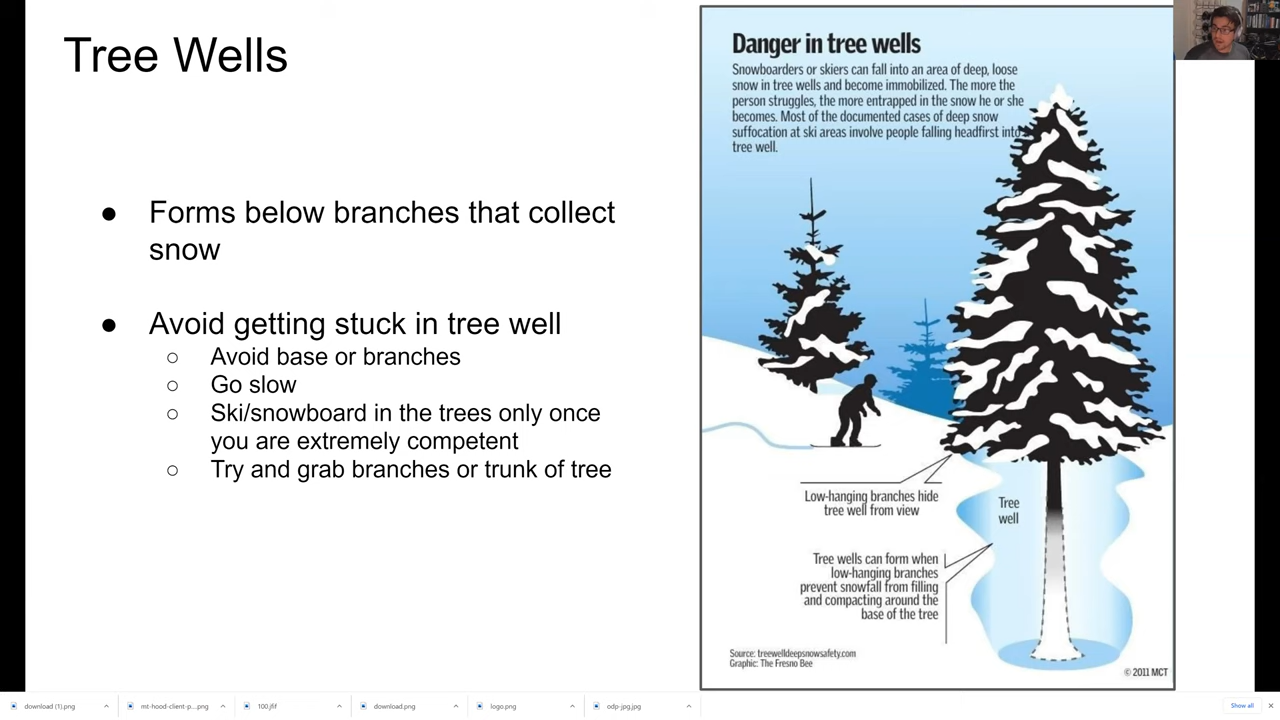 Tree Wells
● Forms below branches that collect
snow
● Avoid getting stuck in tree well
○ Avoid base or branches
○ Go slow
○ Ski/snowboard in the trees only once
you are extremely competent
○ Try and grab branches or trunk of tree
Danger in tree wells
Snowboarders or skiers can fall into an area of deep, loose
snow in tree wells and become immobilized. The more the
person struggles, the more entrapped in the snow he or she
becomes. Most of the documented cases of deep snow
suffocation at ski areas involve people falling headfirst into
tree well.
Low-hanging branches hide
tree well from view
Tree
well
Tree wells can form when
low-hanging branches
prevent snowfall from filling
and compacting around the
base of the tree
Source: treewelldeepsnowsafety.com
Graphic: The Fresno Bee
© 2011 MCT
download (1).png
mt-hood-client-p....png
100.jfif
download.png
logo.png
odp-jpg.jpg
Show all